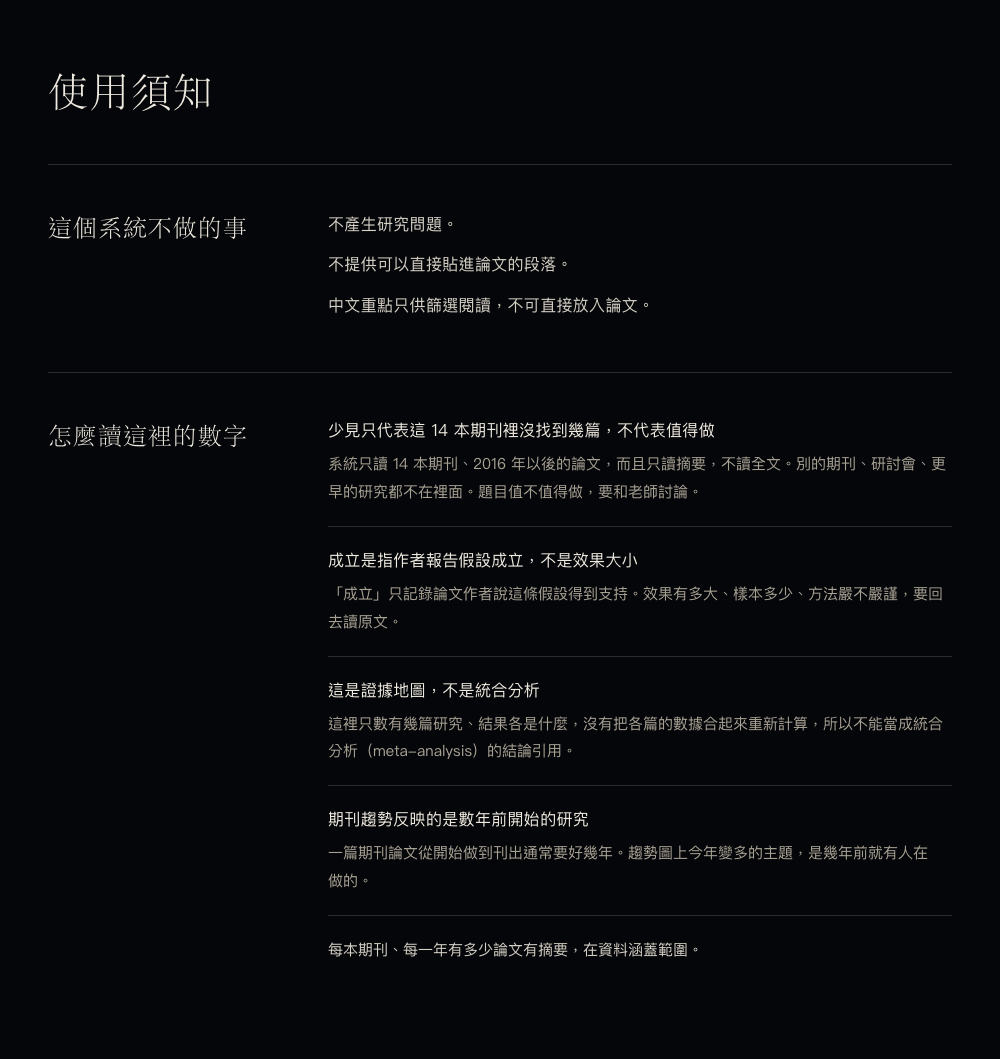 使用須知
這個系統不做的事
不產生研究問題。
不提供可以直接貼進論文的段落。
中文重點只供篩選閱讀，不可直接放入論文。
怎麼讀這裡的數字
少見只代表這 14 本期刊裡沒找到幾篇，不代表值得做
系統只讀 14 本期刊、2016 年以後的論文，而且只讀摘要，不讀全文。別的期刊、研討會、更
早的研究都不在裡面。題目值不值得做，要和老師討論。
成立是指作者報告假設成立，不是效果大小
「成立」只記錄論文作者說這條假設得到支持。效果有多大、樣本多少、方法嚴不嚴謹，要回
去讀原文。
這是證據地圖，不是統合分析
這裡只數有幾篇研究、結果各是什麼，沒有把各篇的數據合起來重新計算，所以不能當成統合
分析（meta-analysis）的結論引用。
期刊趨勢反映的是數年前開始的研究
一篇期刊論文從開始做到刊出通常要好幾年。趨勢圖上今年變多的主題，是幾年前就有人在
做的。
每本期刊、每一年有多少論文有摘要，在資料涵蓋範圍。